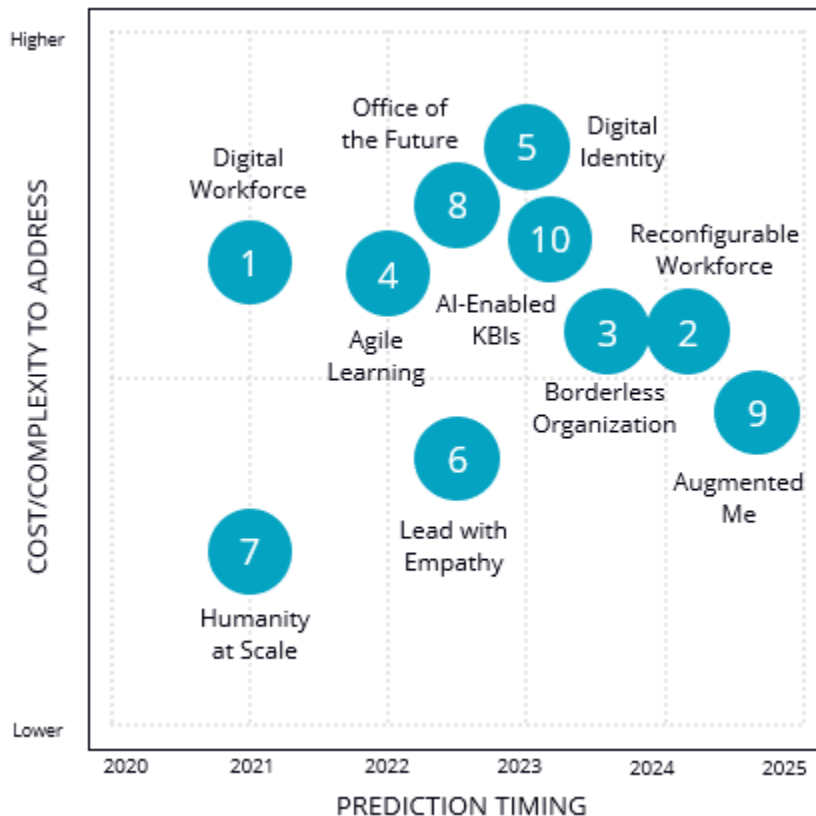 Higher
Office of
the Future
5
Digital
Identity
Digital
Workforce
8
10
Reconfigurable
Workforce
1
4
AI-Enabled
KBIs
3
2
Agile
Learning
Borderless
Organization
9
6
Augmented
Me
Lead with
Empathy
7
Humanity
at Scale
COST/COMPLEXITY TO ADDRESS
Lower
2020 2021 2022 2023 2024 2025
PREDICTION TIMING